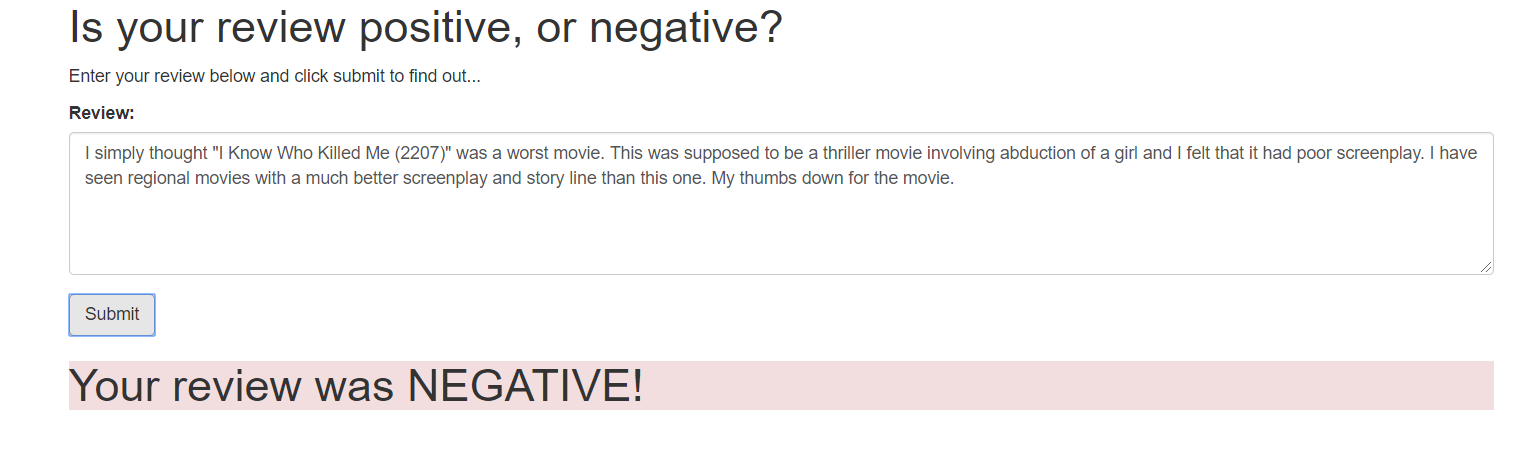 Is your review positive, or negative?
Enter your review below and click submit to find out...
Review:
I simply thought "I Know Who Killed Me (2207)" was a worst movie. This was supposed to be a thriller movie involving abduction of a girl and I felt that it had poor screenplay. I have
seen regional movies with a much better screenplay and story line than this one. My thumbs down for the movie.
Submit
Your review was NEGATIVE!